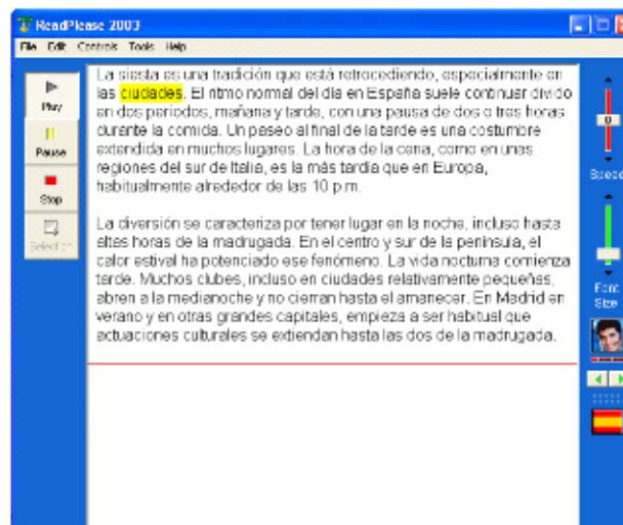 ReadPlease 2003
File Edit Controls Tools Help
Play
Pause
Stop
Selection
La siesta es una tradición que está retrocediendo, especialmente en
las ciudades. El ritmo normal del día en España suele continuar divido
en dos periodos, mañana y tarde, con una pausa de dos o tres horas
durante la comida. Un paseo al final de la tarde es una costumbre
extendida en muchos lugares. La hora de la cena, como en unas
regiones del sur de Italia, es la más tardía que en Europa,
habitualmente alrededor de las 10 p.m.
La diversión se caracteriza por tener lugar en la noche, incluso hasta
altas horas de la madrugada. En el centro y sur de la península, el
calor estival ha potenciado ese fenómeno. La vida nocturna comienza
tarde. Muchos clubes, incluso en ciudades relativamente pequeñas,
abren a la medianoche y no cierran hasta el amanecer. En Madrid en
verano y en otras grandes capitales, empieza a ser habitual que
actuaciones culturales se extiendan hasta las dos de la madrugada.
0
Speed
Font
Size